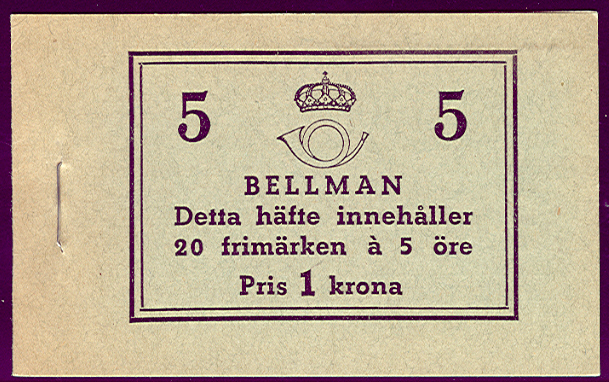 5 5
BELLMAN
Detta häfte innehåller
20 frimärken à 5 öre
Pris 1 krona